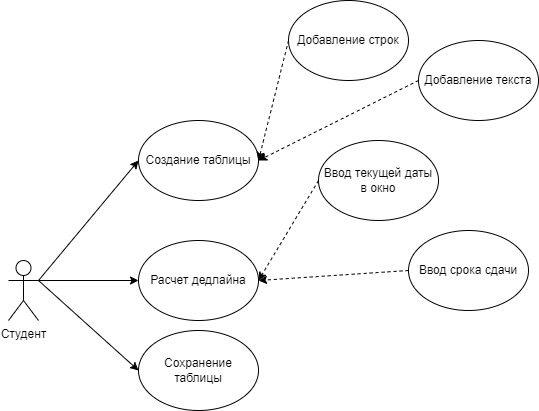 Добавление строк
Добавление текста
Создание таблицы
Ввод текущей даты
в окно
Ввод срока сдачи
Расчет дедлайна
Студент
Сохранение
таблицы